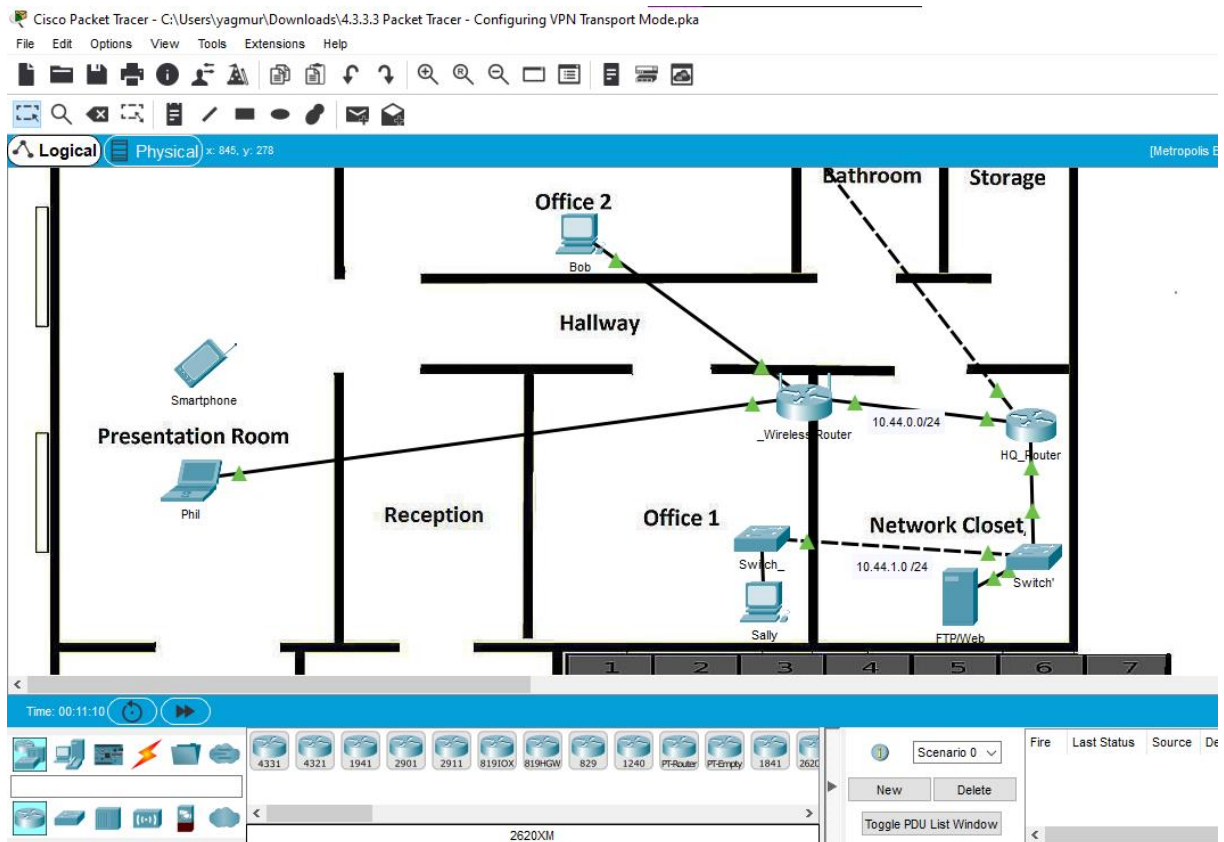 Cisco Packet Tracer - C:\Users\yagmur\Downloads\4.3.3.3 Packet Tracer - Configuring VPN Transport Mode.pka
File Edit Options View Tools Extensions Help
Logical Physical x: 845, y: 278 [Metropolis B
Bathroom Storage
Office 2
Bob
Hallway
Smartphone
Presentation Room
10.44.0.0/24
_Wireless Router
HQ_Router
Phil
Reception
Office 1
Network Closet
Switch_
10.44.1.0 /24
Switch'
Sally
FTP/Web
1 2 3 4 5 6 7
Time: 00:11:10
4331 4321 1941 2901 2911 819IOX 819HGW 829 1240 PT-Router PT-Empty 1841 2620
Scenario 0
Fire Last Status Source De
New Delete
Toggle PDU List Window
2620XM